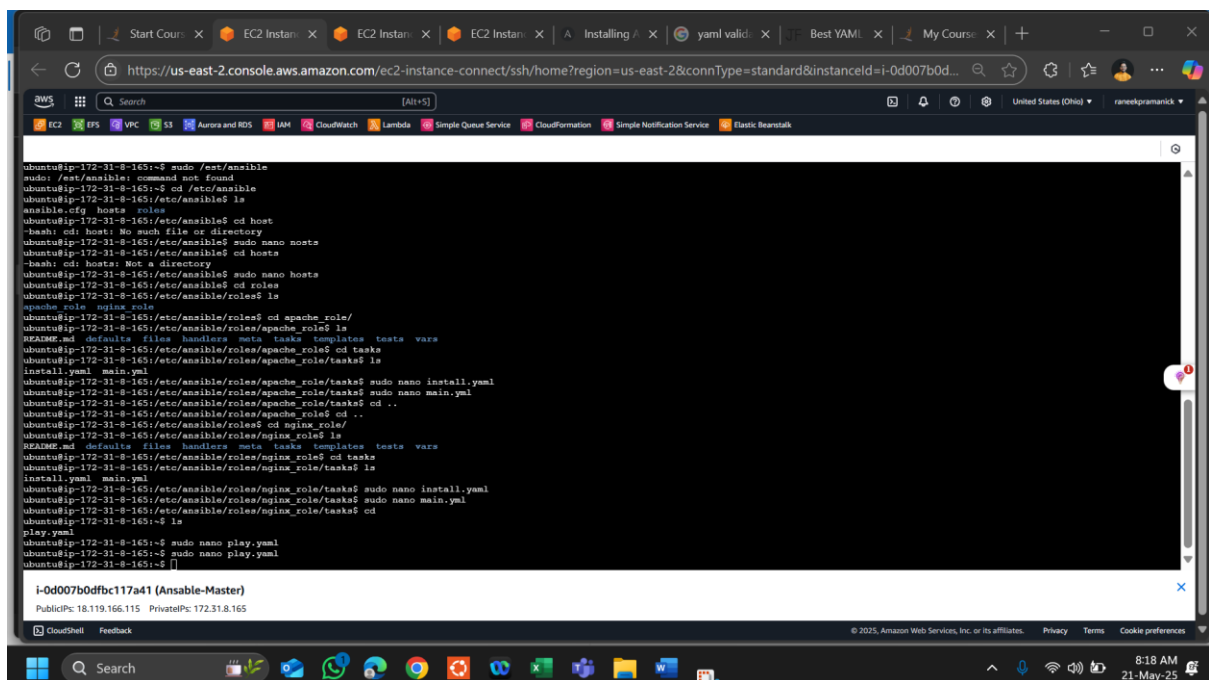 Start Cours
EC2 Instanc
EC2 Instanc
EC2 Instanc
Installing A
yaml valida
Best YAML
My Course
https://us-east-2.console.aws.amazon.com/ec2-instance-connect/ssh/home?region=us-east-2&connType=standard&instanceId=i-0d007b0d...
aws
Search
[Alt+S]
United States (Ohio)
raneekpramanick
EC2 EFS VPC S3 Aurora and RDS IAM CloudWatch Lambda Simple Queue Service CloudFormation Simple Notification Service Elastic Beanstalk
ubuntu@ip-172-31-8-165:~$ sudo /est/ansible
sudo: /est/ansible: command not found
ubuntu@ip-172-31-8-165:~$ cd /etc/ansible
ubuntu@ip-172-31-8-165:/etc/ansible$ ls
ansible.cfg hosts roles
ubuntu@ip-172-31-8-165:/etc/ansible$ cd host
-bash: cd: host: No such file or directory
ubuntu@ip-172-31-8-165:/etc/ansible$ sudo nano nosts
ubuntu@ip-172-31-8-165:/etc/ansible$ cd hosts
-bash: cd: hosts: Not a directory
ubuntu@ip-172-31-8-165:/etc/ansible$ sudo nano hosts
ubuntu@ip-172-31-8-165:/etc/ansible$ cd roles
ubuntu@ip-172-31-8-165:/etc/ansible/roles$ ls
apache_role nginx_role
ubuntu@ip-172-31-8-165:/etc/ansible/roles$ cd apache_role/
ubuntu@ip-172-31-8-165:/etc/ansible/roles/apache_role$ ls
README.md defaults files handlers meta tasks templates tests vars
ubuntu@ip-172-31-8-165:/etc/ansible/roles/apache_role$ cd tasks
ubuntu@ip-172-31-8-165:/etc/ansible/roles/apache_role/tasks$ ls
install.yaml main.yml
ubuntu@ip-172-31-8-165:/etc/ansible/roles/apache_role/tasks$ sudo nano install.yaml
ubuntu@ip-172-31-8-165:/etc/ansible/roles/apache_role/tasks$ sudo nano main.yml
ubuntu@ip-172-31-8-165:/etc/ansible/roles/apache_role/tasks$ cd ..
ubuntu@ip-172-31-8-165:/etc/ansible/roles/apache_role$ cd ..
ubuntu@ip-172-31-8-165:/etc/ansible/roles$ cd nginx_role/
ubuntu@ip-172-31-8-165:/etc/ansible/roles/nginx_role$ ls
README.md defaults files handlers meta tasks templates tests vars
ubuntu@ip-172-31-8-165:/etc/ansible/roles/nginx_role$ cd tasks
ubuntu@ip-172-31-8-165:/etc/ansible/roles/nginx_role/tasks$ ls
install.yaml main.yml
ubuntu@ip-172-31-8-165:/etc/ansible/roles/nginx_role/tasks$ sudo nano install.yaml
ubuntu@ip-172-31-8-165:/etc/ansible/roles/nginx_role/tasks$ sudo nano main.yml
ubuntu@ip-172-31-8-165:/etc/ansible/roles/nginx_role/tasks$ cd
ubuntu@ip-172-31-8-165:~$ ls
play.yaml
ubuntu@ip-172-31-8-165:~$ sudo nano play.yaml
ubuntu@ip-172-31-8-165:~$ sudo nano play.yaml
ubuntu@ip-172-31-8-165:~$
i-0d007b0dfbc117a41 (Ansable-Master)
PublicIPs: 18.119.166.115 PrivateIPs: 172.31.8.165
CloudShell Feedback
© 2025, Amazon Web Services, Inc. or its affiliates. Privacy Terms Cookie preferences
Search
8:18 AM
21-May-25